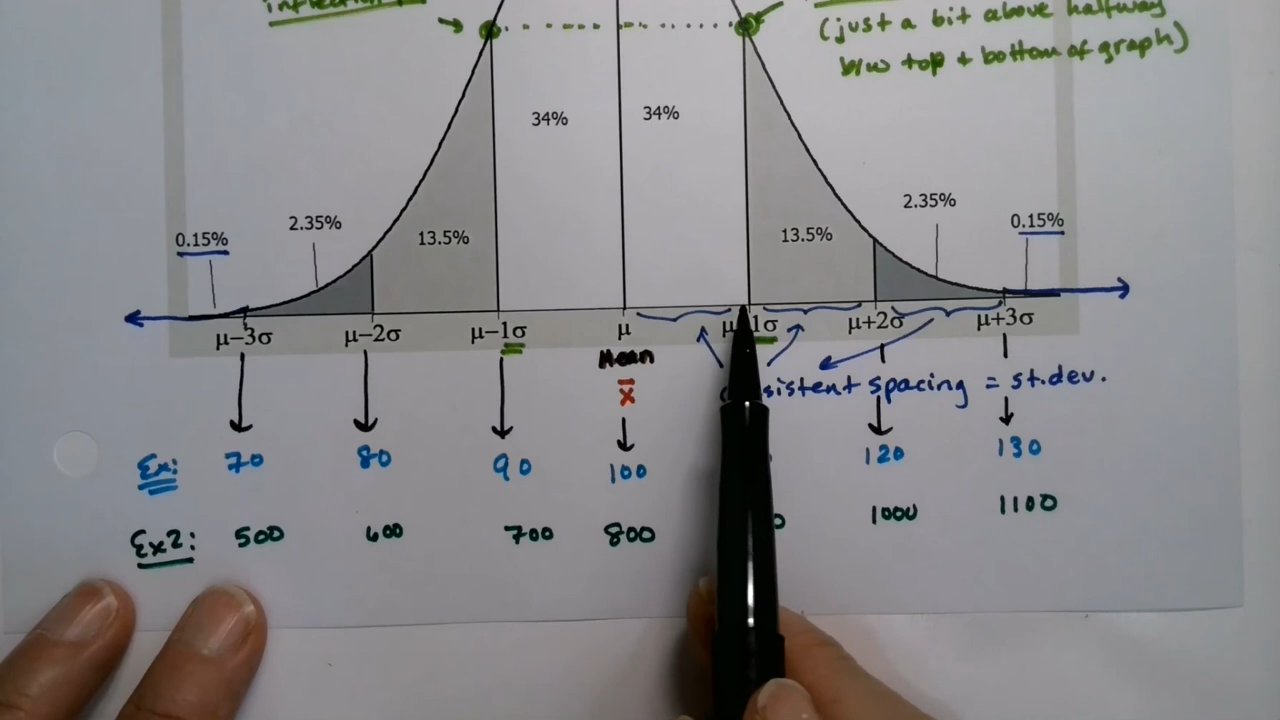 (just a bit above halfway
b/w top + bottom of graph)
34%
34%
2.35%
2.35%
0.15%
0.15%
13.5%
13.5%
μ−3σ
μ−2σ
μ−1σ
μ
1σ
μ+2σ
μ+3σ
Mean
x̄
spacing = st.dev.
Ex: 70 80 90 100 120 130
Ex2: 500 600 700 800 1000 1100